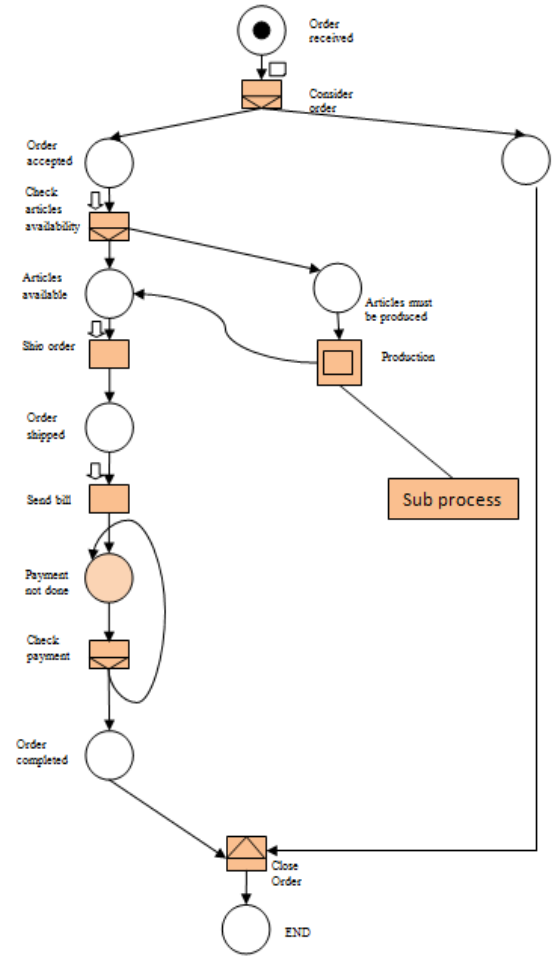 Order
received
Consider
order
Order
accepted
Check
articles
availability
Articles
available
Articles must
be produced
Ship order
Production
Order
shipped
Sub process
Send bill
Payment
not done
Check
payment
Order
completed
Close
Order
END